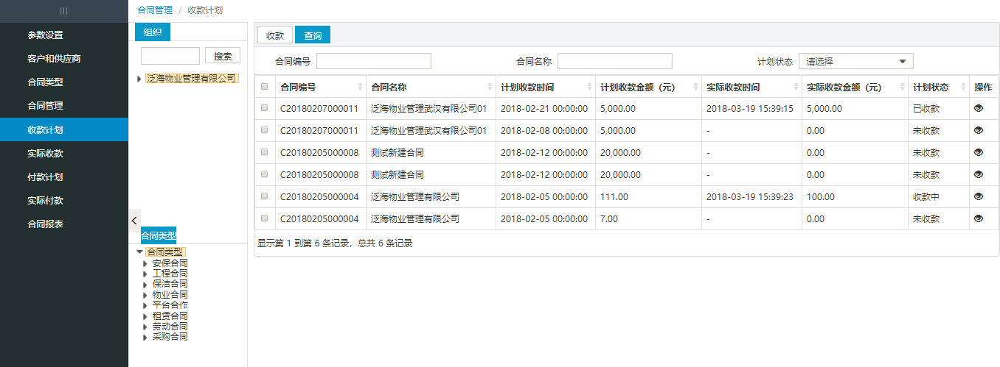 合同管理 / 收款计划
参数设置
客户和供应商
合同类型
合同管理
收款计划
实际收款
付款计划
实际付款
合同报表
组织
搜索
泛海物业管理有限公司
合同类型
合同类型
安保合同
工程合同
保洁合同
物业合同
平台合作
租赁合同
劳动合同
采购合同
收款 查询
合同编号 合同名称 计划状态 请选择
合同编号 合同名称 计划收款时间 计划收款金额（元） 实际收款时间 实际收款金额（元） 计划状态 操作
C20180207000011 泛海物业管理武汉有限公司01 2018-02-21 00:00:00 5,000.00 2018-03-19 15:39:15 5,000.00 已收款
C20180207000011 泛海物业管理武汉有限公司01 2018-02-08 00:00:00 5,000.00 - 0.00 未收款
C20180205000008 测试新建合同 2018-02-12 00:00:00 20,000.00 - 0.00 未收款
C20180205000008 测试新建合同 2018-02-12 00:00:00 20,000.00 - 0.00 未收款
C20180205000004 泛海物业管理有限公司 2018-02-05 00:00:00 111.00 2018-03-19 15:39:23 100.00 收款中
C20180205000004 泛海物业管理有限公司 2018-02-05 00:00:00 7.00 - 0.00 未收款
显示第 1 到第 6 条记录，总共 6 条记录